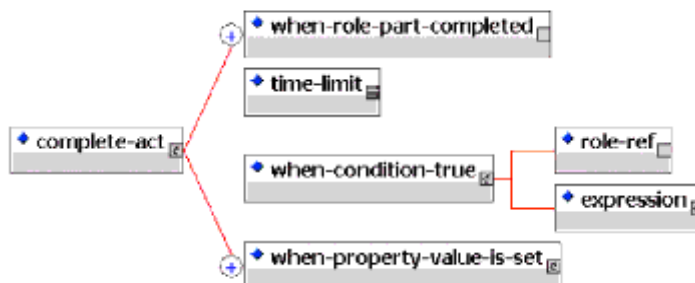 when-role-part-completed
time-limit
complete-act
when-condition-true
role-ref
expression
when-property-value-is-set